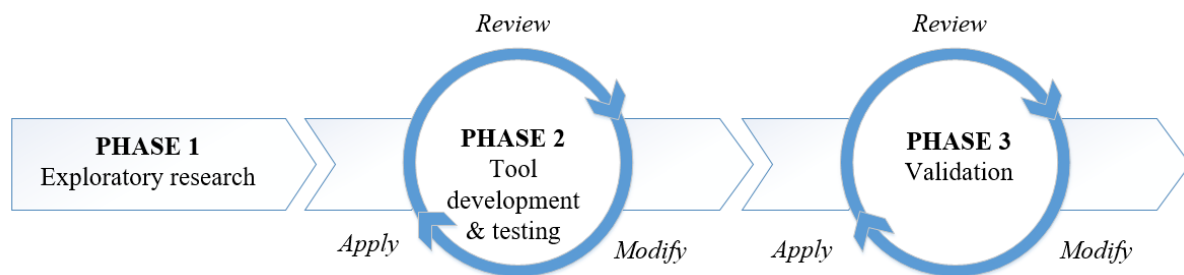 Review
Review
PHASE 1
Exploratory research
PHASE 2
Tool
development
& testing
PHASE 3
Validation
Apply
Modify
Apply
Modify